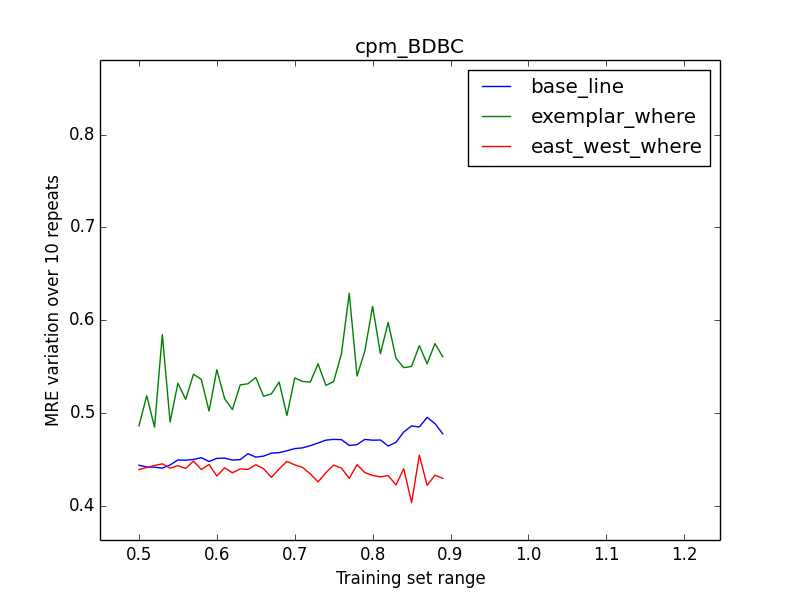 cpm_BDBC
base_line
exemplar_where
east_west_where
MRE variation over 10 repeats
0.8
0.7
0.6
0.5
0.4
0.5 0.6 0.7 0.8 0.9 1.0 1.1 1.2
Training set range